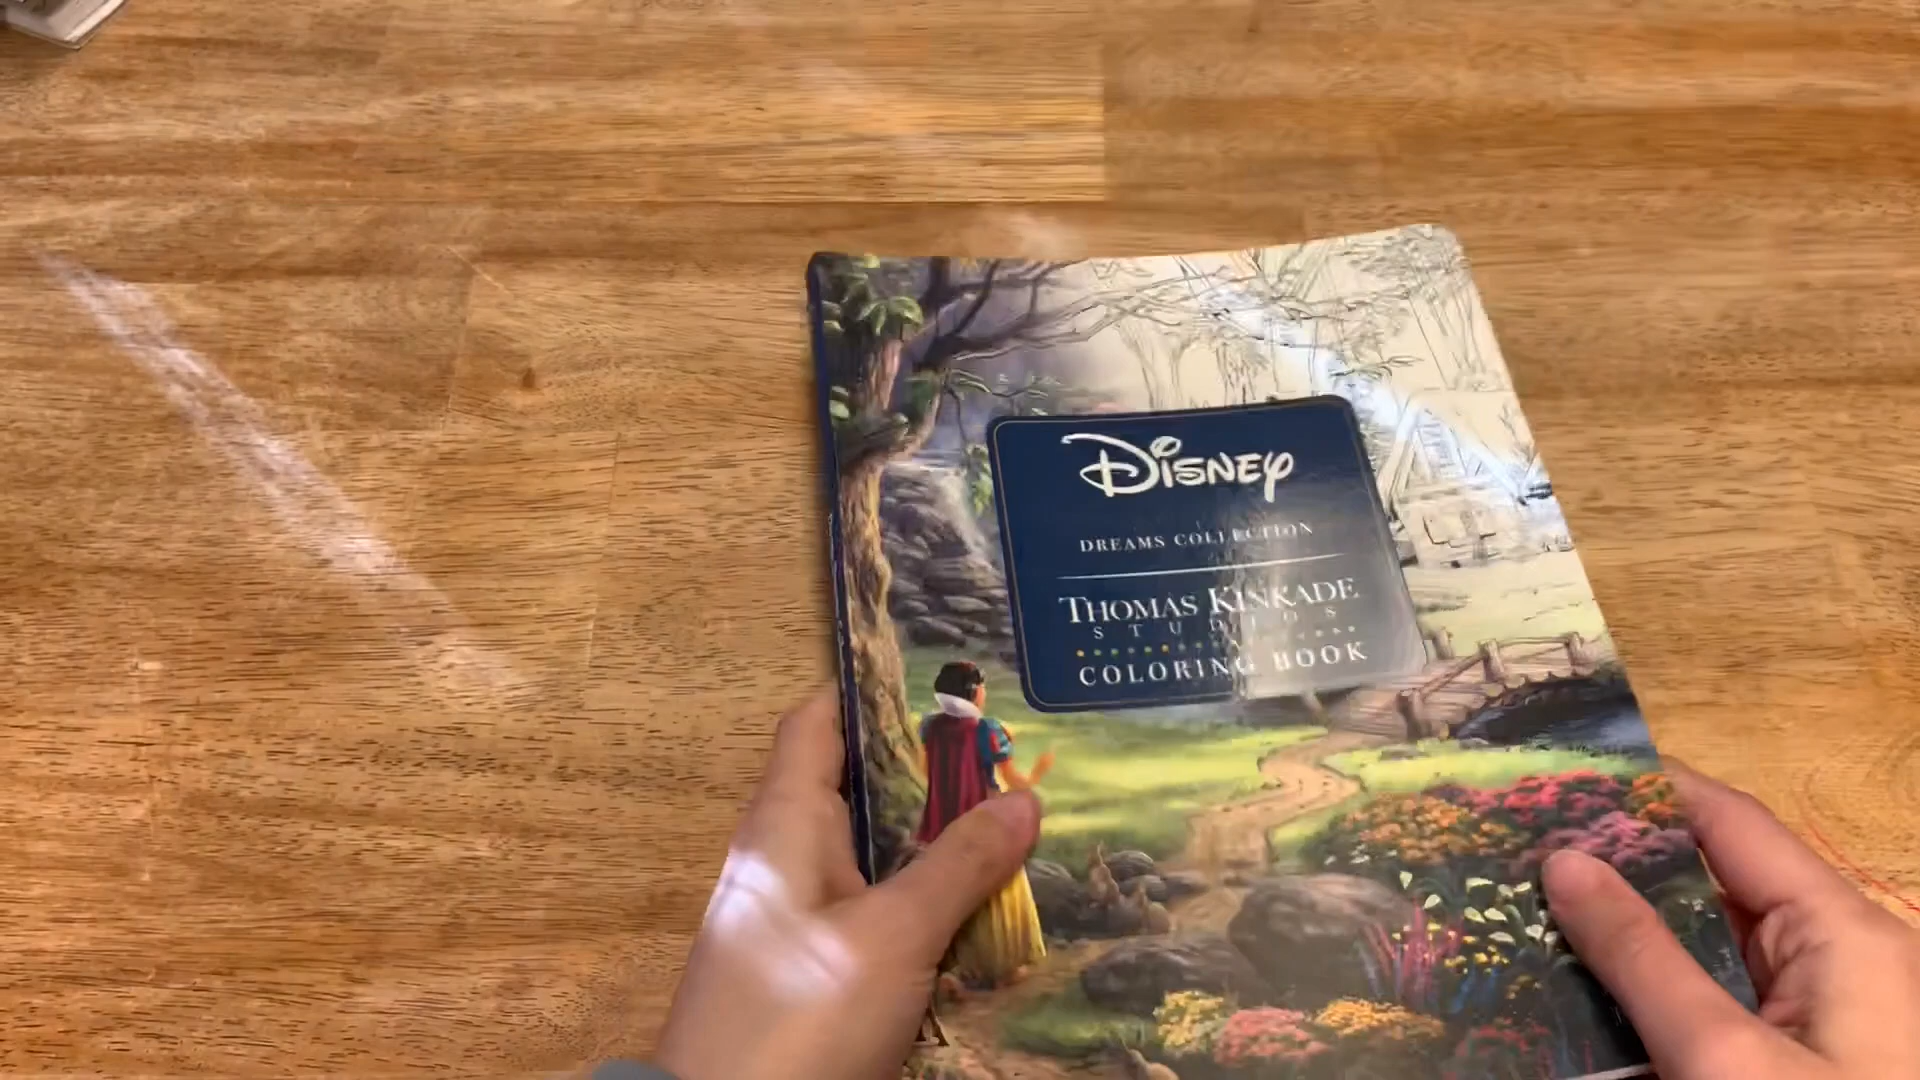 DISNEY
DREAMS COLLECTION
THOMAS KINKADE
STUDIOS
COLORING BOOK